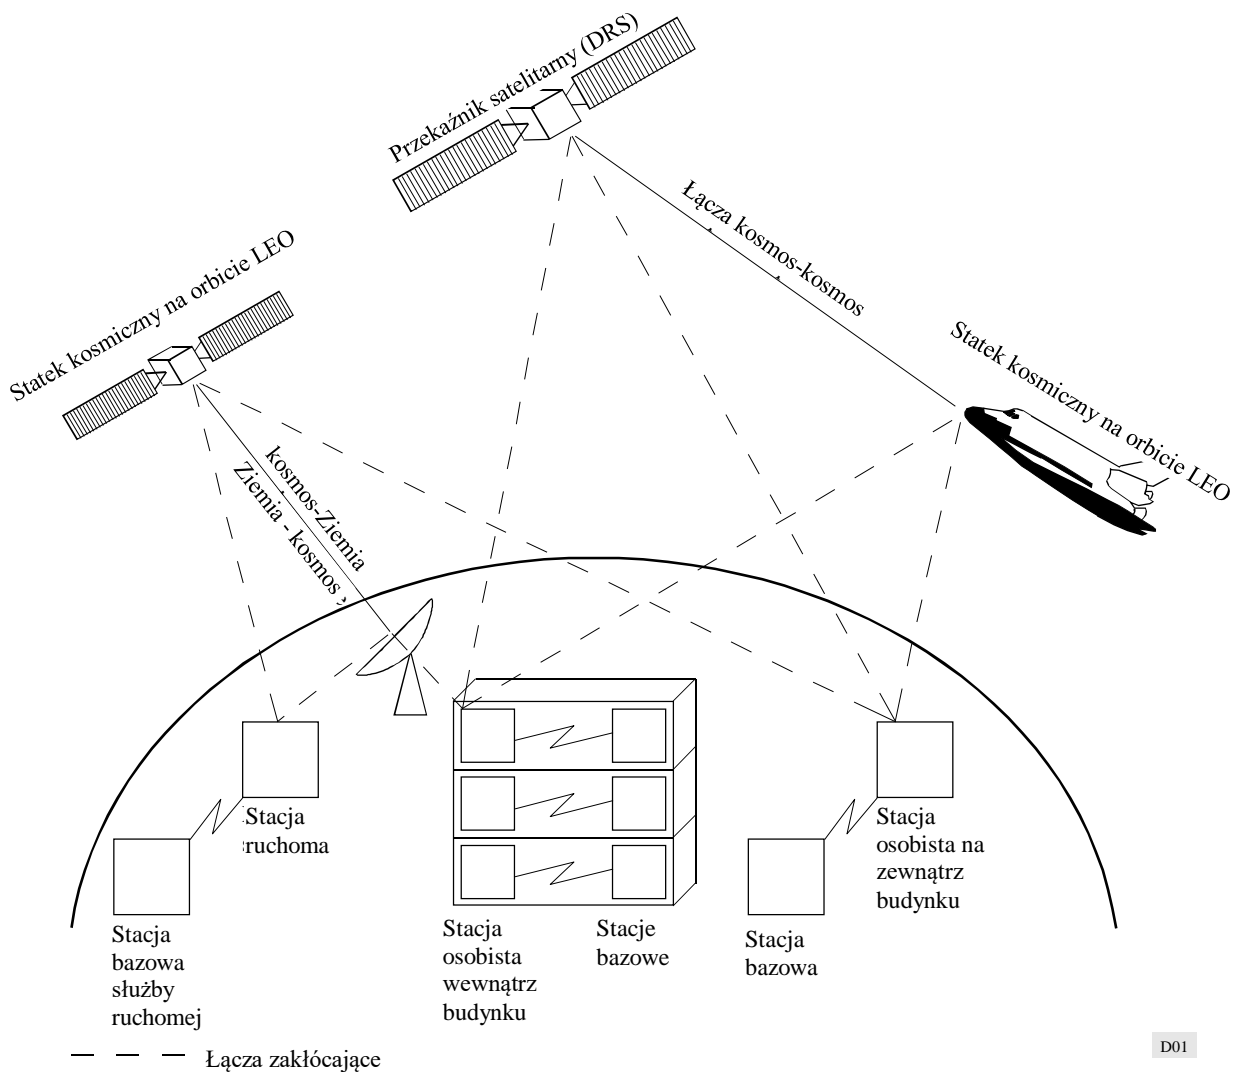 Przekaźnik satelitarny (DRS)
Łącza kosmos-kosmos
Statek kosmiczny na orbicie LEO
Statek kosmiczny na orbicie LEO
kosmos-Ziemia
Ziemia - kosmos
Stacja
ruchoma
Stacja
osobista na
zewnątrz
budynku
Stacja
bazowa
służby
ruchomej
Stacja
osobista
wewnątrz
budynku
Stacje
bazowe
Stacja
bazowa
Łącza zakłócające
D01